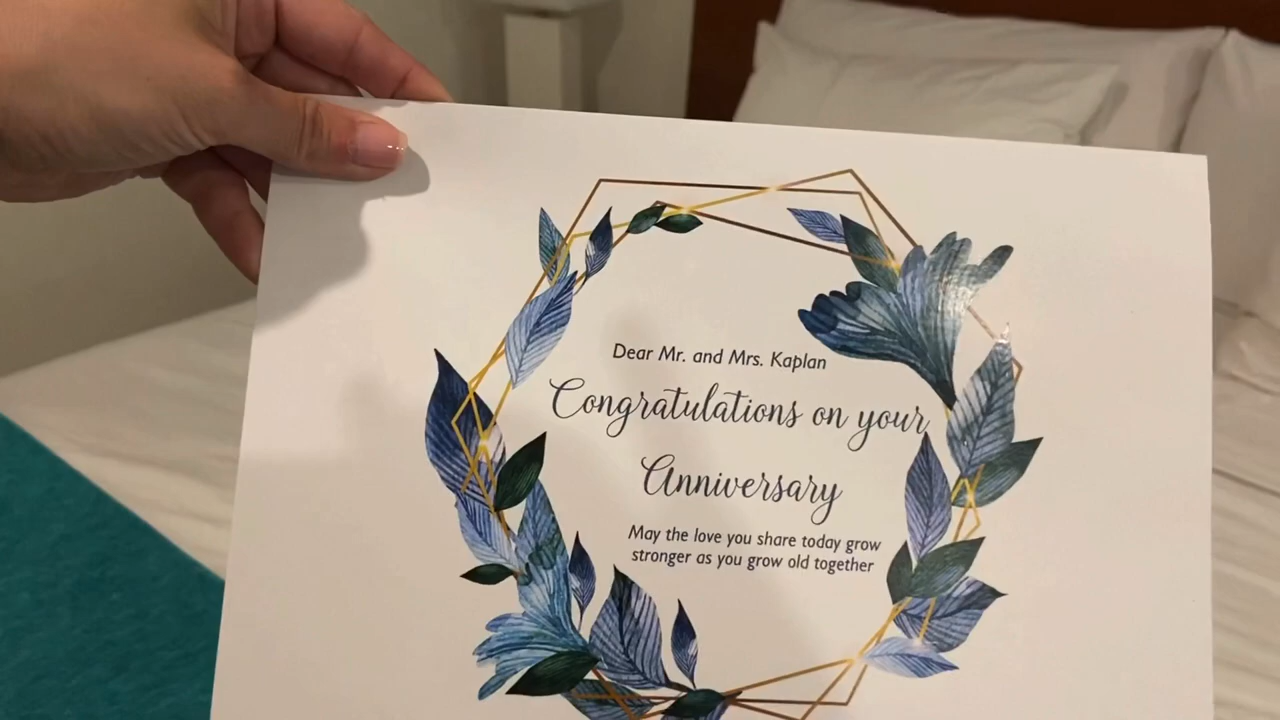 Dear Mr. and Mrs. Kaplan
Congratulations on your
Anniversary
May the love you share today grow
stronger as you grow old together